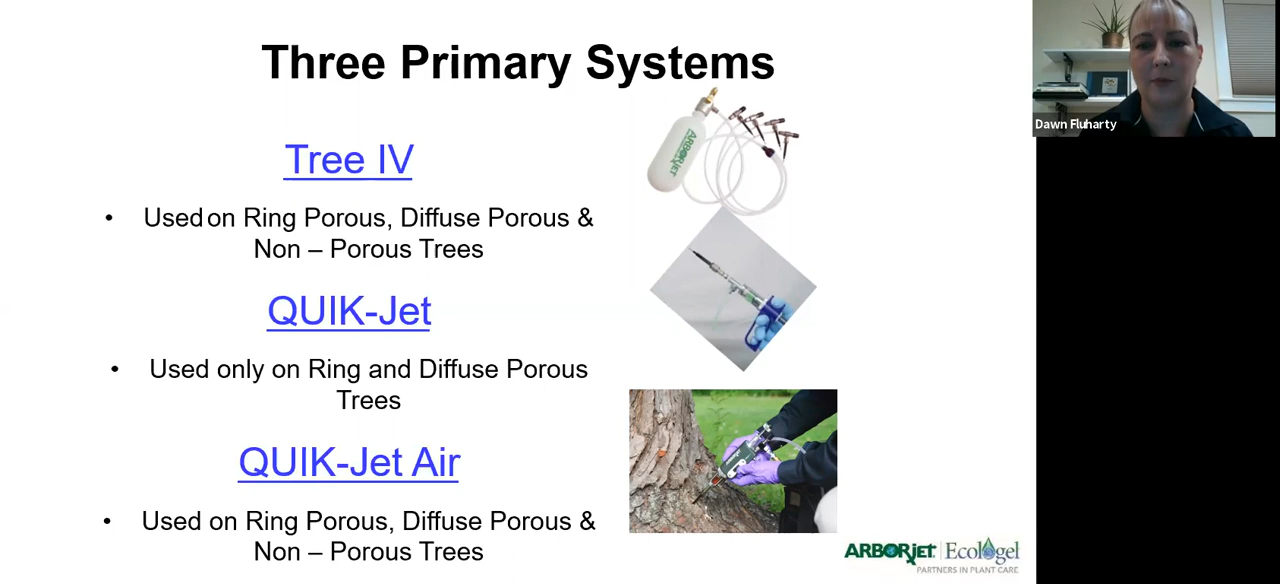 Three Primary Systems
Tree IV
• Used on Ring Porous, Diffuse Porous &
Non – Porous Trees
QUIK-Jet
• Used only on Ring and Diffuse Porous
Trees
QUIK-Jet Air
• Used on Ring Porous, Diffuse Porous &
Non – Porous Trees
ARBORJET
Dawn Fluharty
ARBORJET | Ecologel
PARTNERS IN PLANT CARE